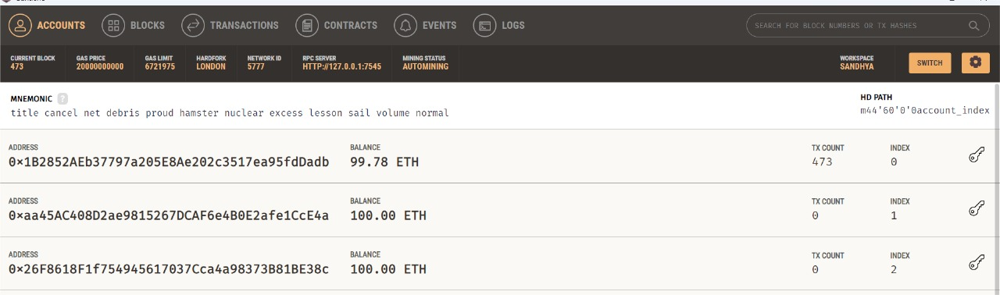 ACCOUNTS BLOCKS TRANSACTIONS CONTRACTS EVENTS LOGS SEARCH FOR BLOCK NUMBERS OR TX HASHES
CURRENT BLOCK GAS PRICE GAS LIMIT HARDFORK NETWORK ID RPC SERVER MINING STATUS WORKSPACE
473 20000000000 6721975 LONDON 5777 HTTP://127.0.0.1:7545 AUTOMINING SANDHYA SWITCH
MNEMONIC ? HD PATH
title cancel net debris proud hamster nuclear excess lesson sail volume normal m44'60'0'0account_index
ADDRESS BALANCE TX COUNT INDEX
0×1B2852AEb37797a205E8Ae202c3517ea95fdDadb 99.78 ETH 473 0
ADDRESS BALANCE TX COUNT INDEX
0×aa45AC408D2ae9815267DCAF6e4B0E2afe1CcE4a 100.00 ETH 0 1
ADDRESS BALANCE TX COUNT INDEX
0×26F8618F1f754945617037Cca4a98373B81BE38c 100.00 ETH 0 2